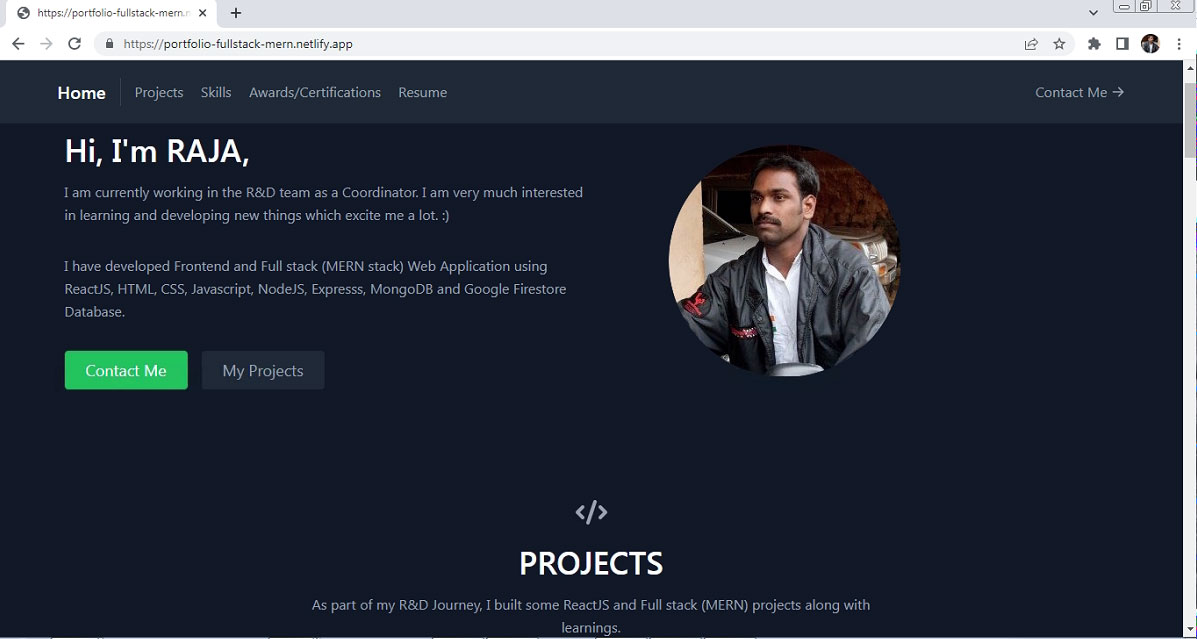 https://portfolio-fullstack-mern.n
https://portfolio-fullstack-mern.netlify.app
Home Projects Skills Awards/Certifications Resume Contact Me →
Hi, I'm RAJA,
I am currently working in the R&D team as a Coordinator. I am very much interested
in learning and developing new things which excite me a lot. :)
I have developed Frontend and Full stack (MERN stack) Web Application using
ReactJS, HTML, CSS, Javascript, NodeJS, Expresss, MongoDB and Google Firestore
Database.
Contact Me My Projects
</>
PROJECTS
As part of my R&D Journey, I built some ReactJS and Full stack (MERN) projects along with
learnings.